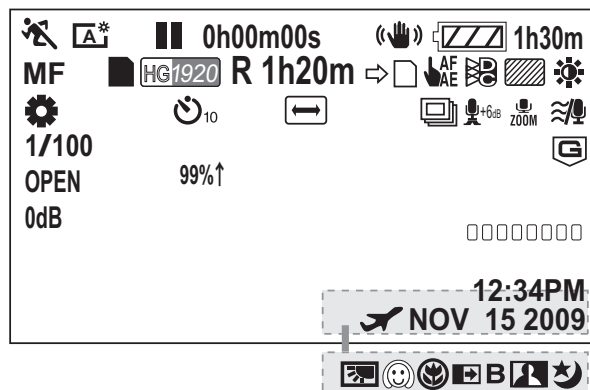 A 0h00m00s 1h30m
MF HG1920 R 1h20m AF AE
10 +6dB ZOOM
1/100 G
OPEN 99%↑
0dB
12:34PM
NOV 15 2009
B